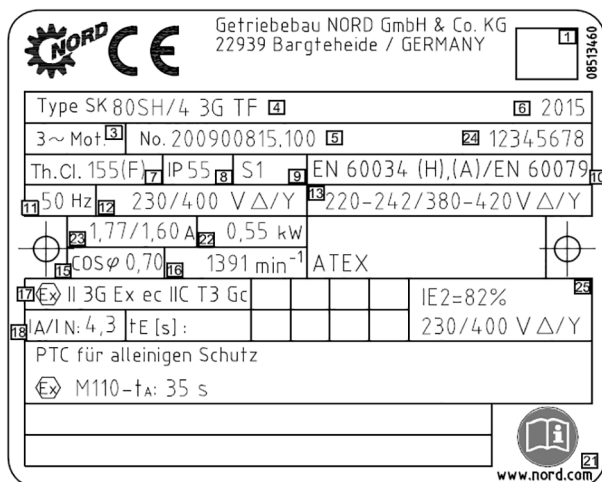 NORD CE Getriebebau NORD GmbH & Co. KG
22939 Bargteheide / GERMANY
1
08513460
Type SK 80SH/4 3G TF 4 6 2015
3~ Mot. 3 No. 200900815.100 5 24 12345678
Th.Cl. 155(F) 7 IP 55 8 S1 9 EN 60034 (H),(A)/EN 60079 10
11 50 Hz 12 230/400 V Δ/Y 13 220-242/380-420V Δ/Y
23 1,77/1,60 A 22 0,55 kW
15 COSφ 0,70 16 1391 min⁻¹ ATEX
17 Ex II 3G Ex ec IIC T3 Gc IE2=82% 25
18 IA/I N: 4,3 tE [s] : 230/400 V Δ/Y
PTC für alleinigen Schutz
Ex M110-tA: 35 s
21
www.nord.com